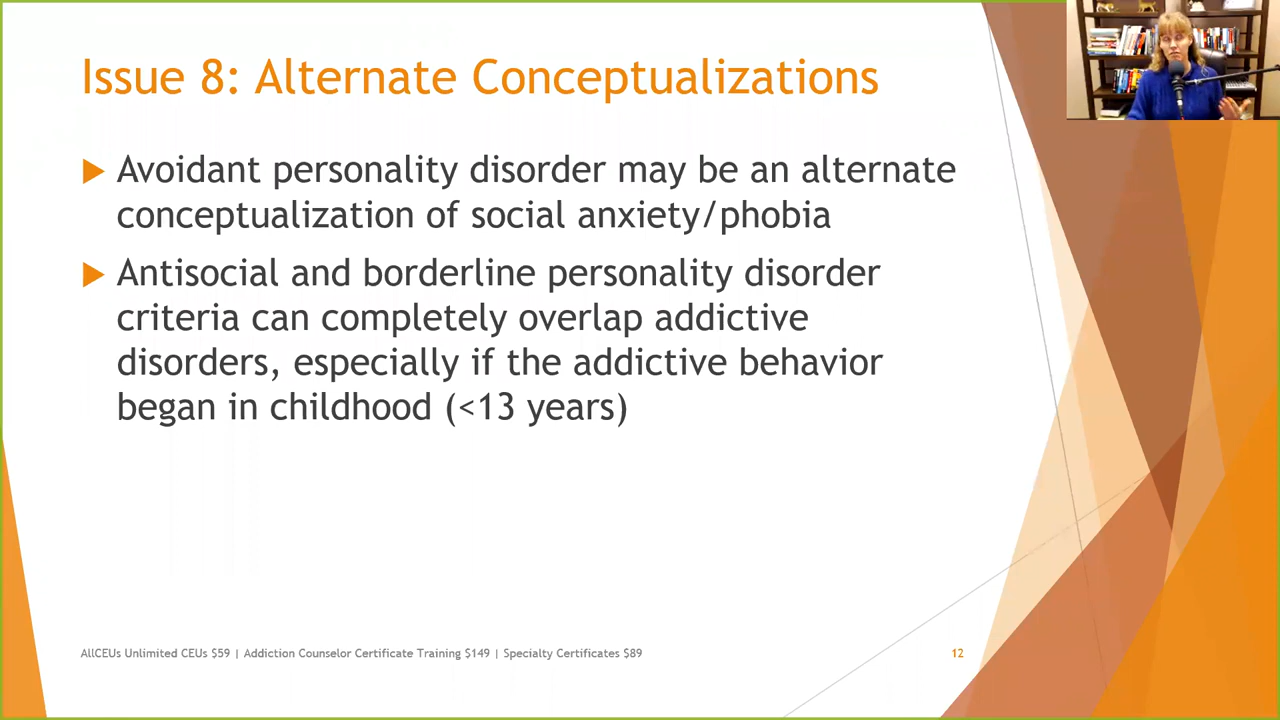 Issue 8: Alternate Conceptualizations
Avoidant personality disorder may be an alternate
conceptualization of social anxiety/phobia
Antisocial and borderline personality disorder
criteria can completely overlap addictive
disorders, especially if the addictive behavior
began in childhood (<13 years)
AllCEUs Unlimited CEUs $59 | Addiction Counselor Certificate Training $149 | Specialty Certificates $89
12